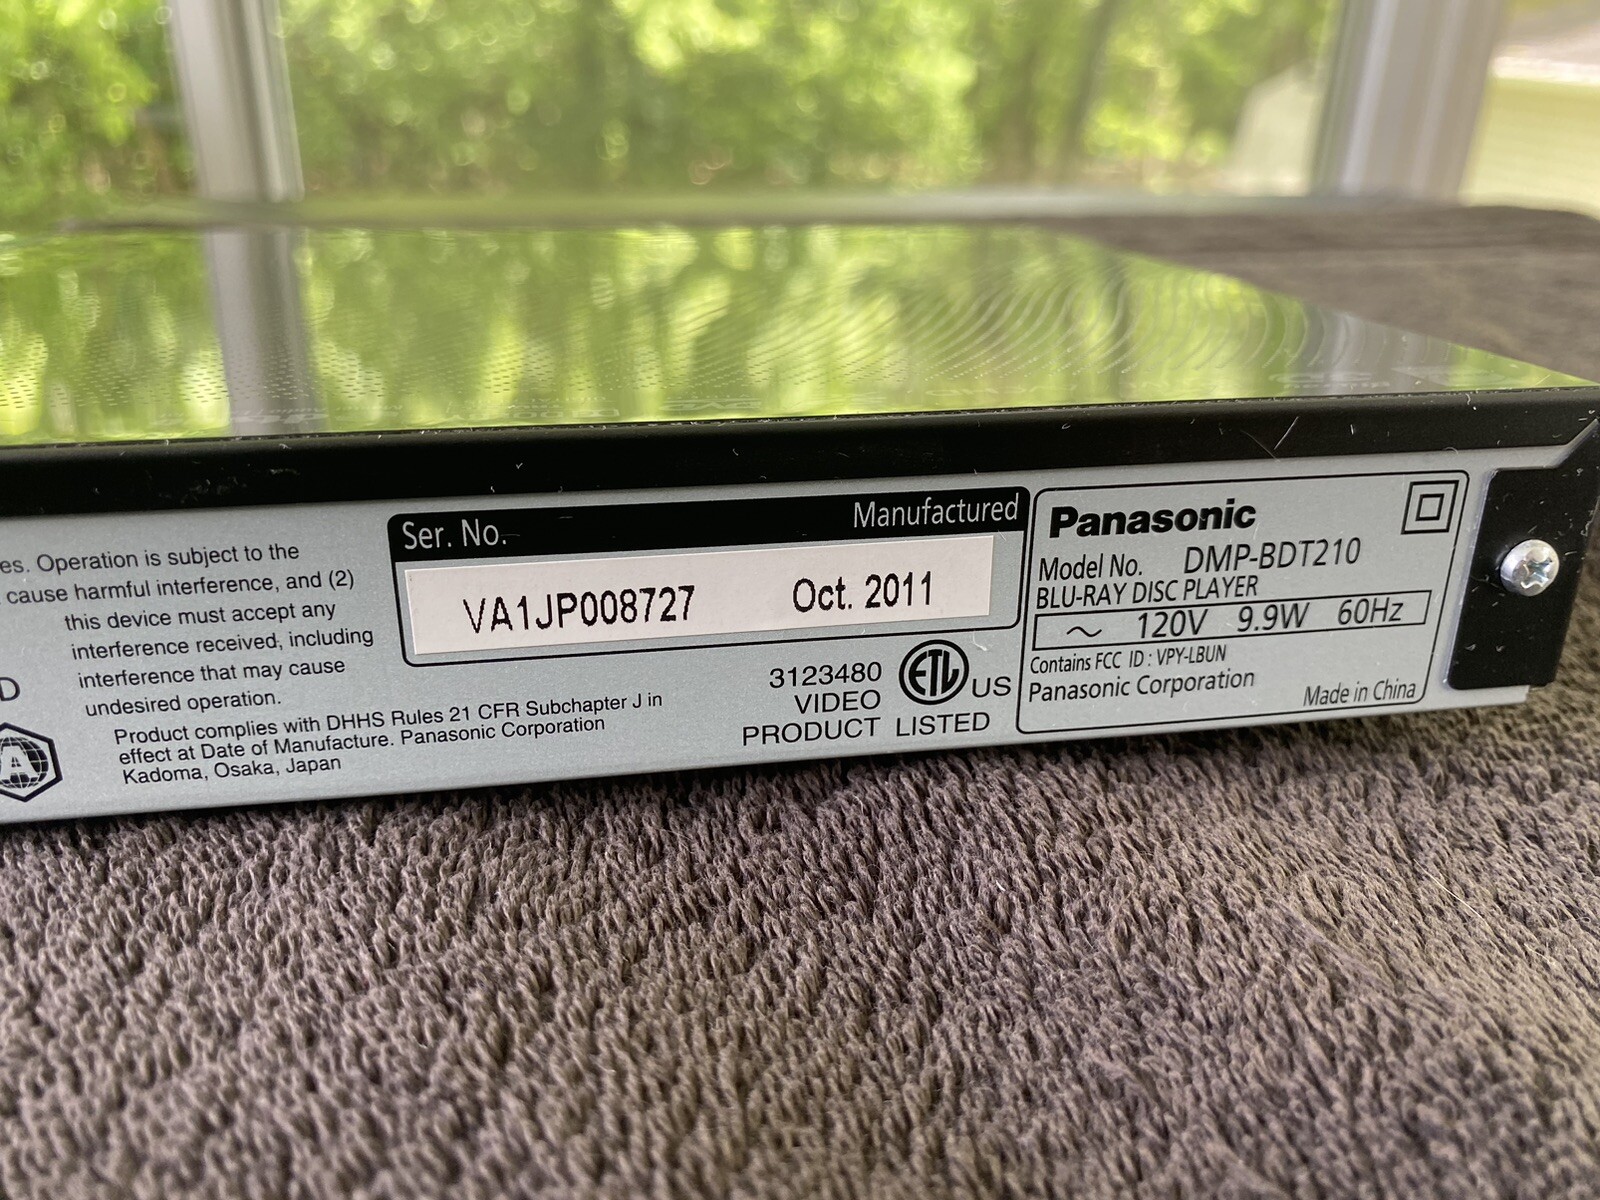 es. Operation is subject to the
cause harmful interference, and (2)
this device must accept any
interference received, including
interference that may cause
undesired operation.
D
A
Product complies with DHHS Rules 21 CFR Subchapter J in
effect at Date of Manufacture. Panasonic Corporation
Kadoma, Osaka, Japan
Ser. No. Manufactured
VA1JP008727 Oct. 2011
3123480
VIDEO
PRODUCT LISTED
ETL US
Panasonic
Model No. DMP-BDT210
BLU-RAY DISC PLAYER
~ 120V 9.9W 60Hz
Contains FCC ID : VPY-LBUN
Panasonic Corporation
Made in China